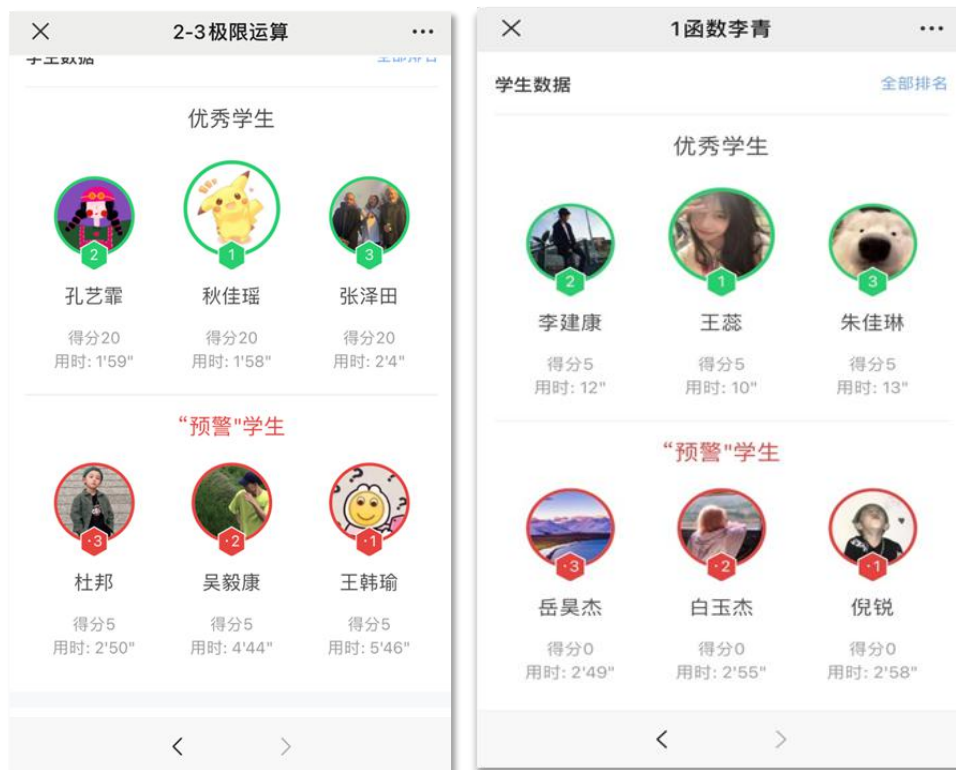 2-3极限运算
学生数据
全部排名
优秀学生
2
1
3
孔艺霏
秋佳瑶
张泽田
得分20
得分20
得分20
用时: 1'59"
用时: 1'58"
用时: 2'4"
“预警"学生
·3
·2
·1
杜邦
吴毅康
王韩瑜
得分5
得分5
得分5
用时: 2'50"
用时: 4'44"
用时: 5'46"
1函数李青
学生数据
全部排名
优秀学生
2
1
3
李建康
王蕊
朱佳琳
得分5
得分5
得分5
用时: 12"
用时: 10"
用时: 13"
“预警"学生
·3
·2
·1
岳昊杰
白玉杰
倪锐
得分0
得分0
得分0
用时: 2'49"
用时: 2'55"
用时: 2'58"